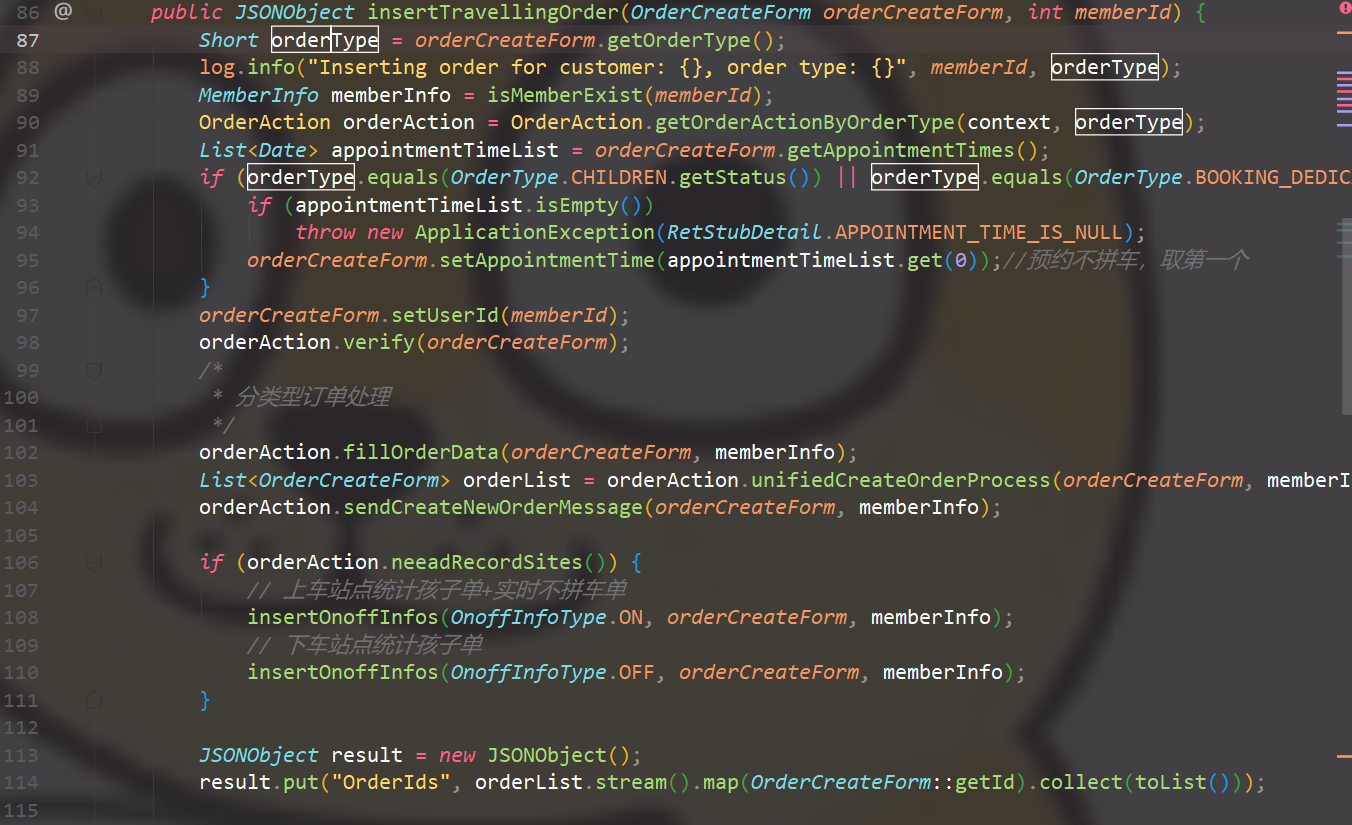 86 @ public JSONObject insertTravellingOrder(OrderCreateForm orderCreateForm, int memberId) {
87 Short orderType = orderCreateForm.getOrderType();
88 log.info("Inserting order for customer: {}, order type: {}", memberId, orderType);
89 MemberInfo memberInfo = isMemberExist(memberId);
90 OrderAction orderAction = OrderAction.getOrderActionByOrderType(context, orderType);
91 List<Date> appointmentTimeList = orderCreateForm.getAppointmentTimes();
92 if (orderType.equals(OrderType.CHILDREN.getStatus()) || orderType.equals(OrderType.BOOKING_DEDIC
93 if (appointmentTimeList.isEmpty())
94 throw new ApplicationException(RetStubDetail.APPOINTMENT_TIME_IS_NULL);
95 orderCreateForm.setAppointmentTime(appointmentTimeList.get(0));//预约不拼车，取第一个
96 }
97 orderCreateForm.setUserId(memberId);
98 orderAction.verify(orderCreateForm);
99 /*
100 * 分类型订单处理
101 */
102 orderAction.fillOrderData(orderCreateForm, memberInfo);
103 List<OrderCreateForm> orderList = orderAction.unifiedCreateOrderProcess(orderCreateForm, memberI
104 orderAction.sendCreateNewOrderMessage(orderCreateForm, memberInfo);
105
106 if (orderAction.neeadRecordSites()) {
107 // 上车站点统计孩子单+实时不拼车单
108 insertOnoffInfos(OnoffInfoType.ON, orderCreateForm, memberInfo);
109 // 下车站点统计孩子单
110 insertOnoffInfos(OnoffInfoType.OFF, orderCreateForm, memberInfo);
111 }
112
113 JSONObject result = new JSONObject();
114 result.put("OrderIds", orderList.stream().map(OrderCreateForm::getId).collect(toList()));
115